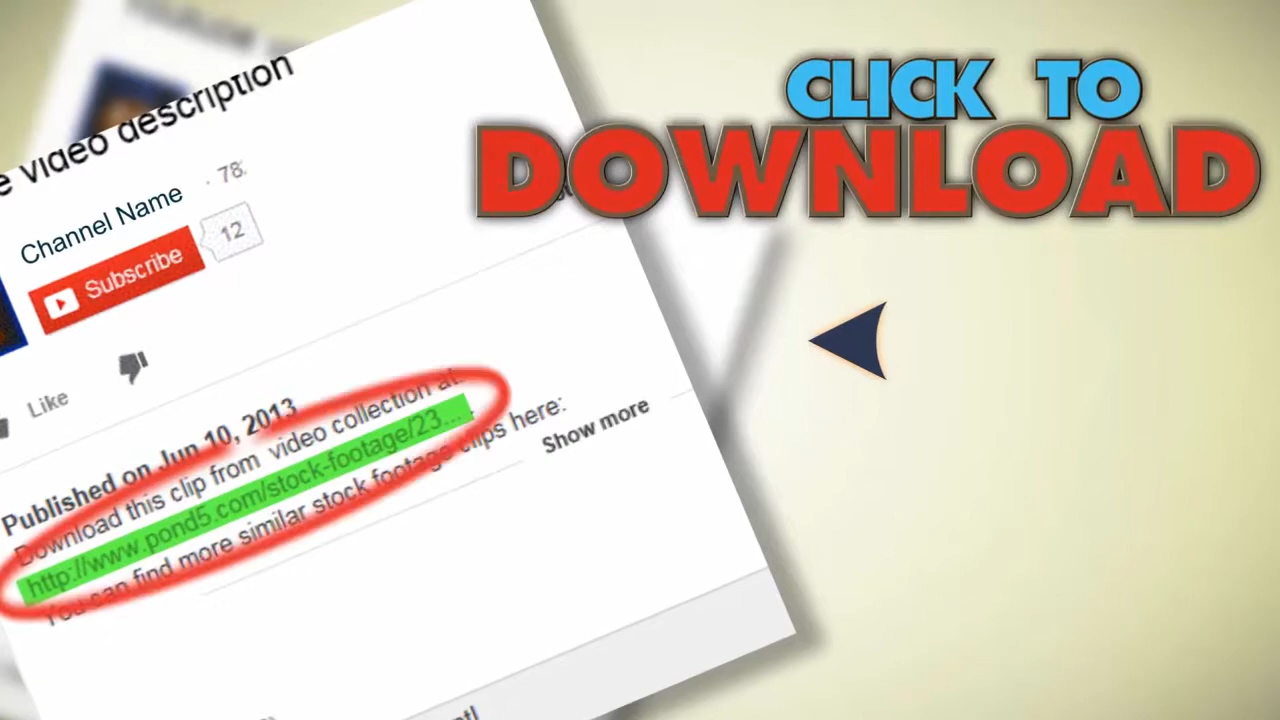 CLICK TO
DOWNLOAD
video description
Channel Name
78
Subscribe
12
Like
Published on Jun 10, 2013
Download this clip from video collection at:
http://www.pond5.com/stock-footage/23...
You can find more similar stock footage clips here:
Show more